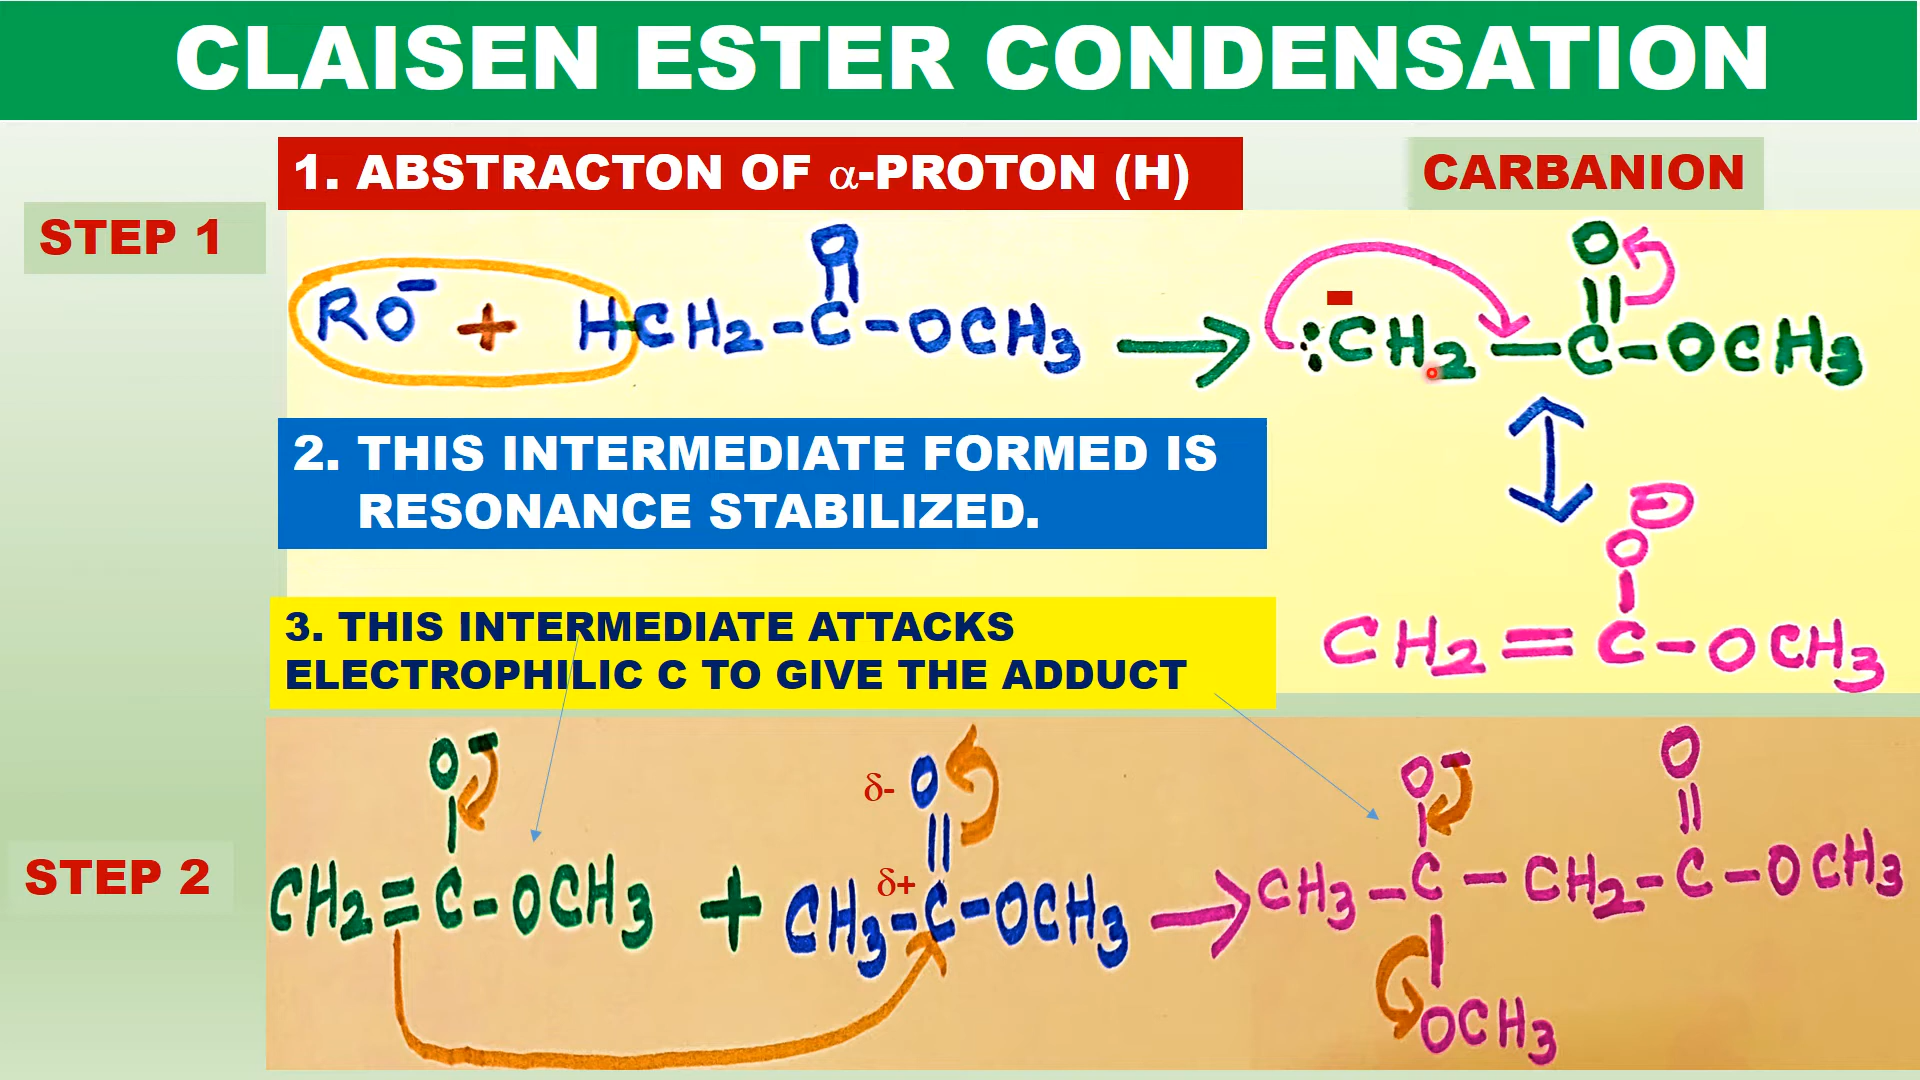 CLAISEN ESTER CONDENSATION
1. ABSTRACTON OF α-PROTON (H)
CARBANION
STEP 1
O
RO⁻ + HCH₂-C-OCH₃ →
O
-
:CH₂-C-OCH₃
2. THIS INTERMEDIATE FORMED IS
RESONANCE STABILIZED.
⊖
O
CH₂=C-OCH₃
3. THIS INTERMEDIATE ATTACKS
ELECTROPHILIC C TO GIVE THE ADDUCT
STEP 2
O⁻
CH₂=C-OCH₃
+
δ- O
δ+
CH₃-C-OCH₃
→
O⁻ O
CH₃-C-CH₂-C-OCH₃
OCH₃